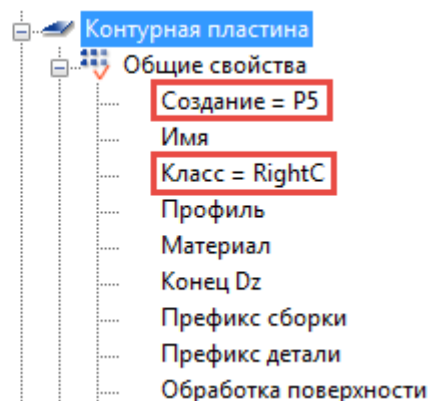 Контурная пластина
Общие свойства
Создание = P5
Имя
Класс = RightC
Профиль
Материал
Конец Dz
Префикс сборки
Префикс детали
Обработка поверхности